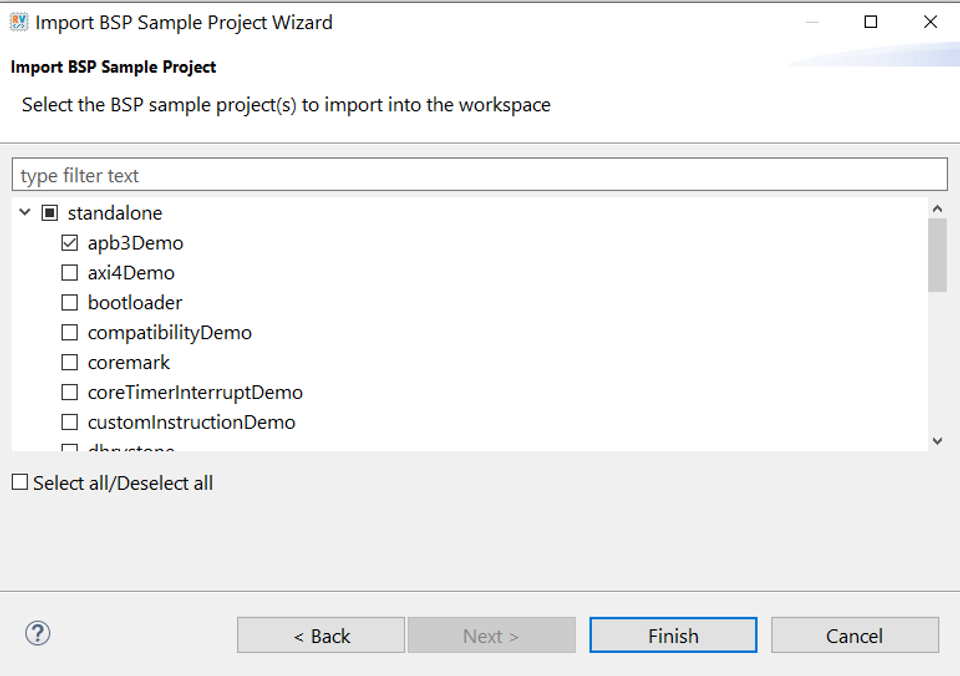 Import BSP Sample Project Wizard
Import BSP Sample Project
Select the BSP sample project(s) to import into the workspace
type filter text
standalone
apb3Demo
axi4Demo
bootloader
compatibilityDemo
coremark
coreTimerInterruptDemo
customInstructionDemo
dhrystone
Select all/Deselect all
< Back
Next >
Finish
Cancel